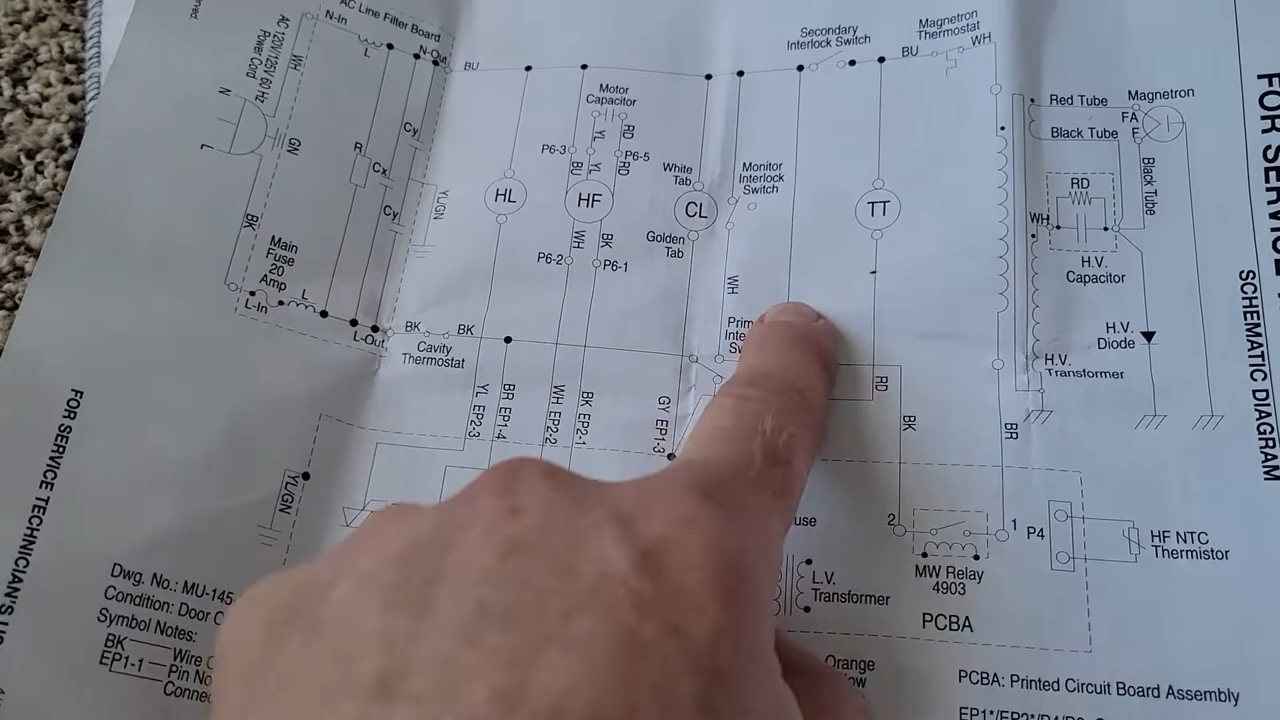 AC Line Filter Board
N-In
L
N-Out
BU
AC 120V/125V 60 Hz
Power Cord
WH
N
L
GN
BK
R
Cy
Cx
Cy
YL/GN
Main
Fuse
20
Amp
L
L-In
L-Out
BK
BK
Cavity
Thermostat
HL
Motor
Capacitor
YL
RD
P6-3
P6-5
BU
YL
RD
HF
WH
BK
P6-2
P6-1
White
Tab
CL
Golden
Tab
Monitor
Interlock
Switch
WH
Secondary
Interlock Switch
Magnetron
Thermostat
BU
WH
TT
RD
BK
BR
Red Tube
Magnetron
FA
Black Tube
F
Black Tube
RD
WH
H.V.
Capacitor
H.V.
Diode
H.V.
Transformer
YL EP2-3
BR EP1-4
WH EP2-2
BK EP2-1
GY EP1-3
YL/GN
2
1
MW Relay
4903
P4
HF NTC
Thermistor
L.V.
Transformer
PCBA
Dwg. No.: MU-145
Condition: Door
Symbol Notes:
BK
Wire
EP1-1
Pin
Orange
PCBA: Printed Circuit Board Assembly
FOR SERVICE
SCHEMATIC DIAGRAM
FOR SERVICE TECHNICIAN'S